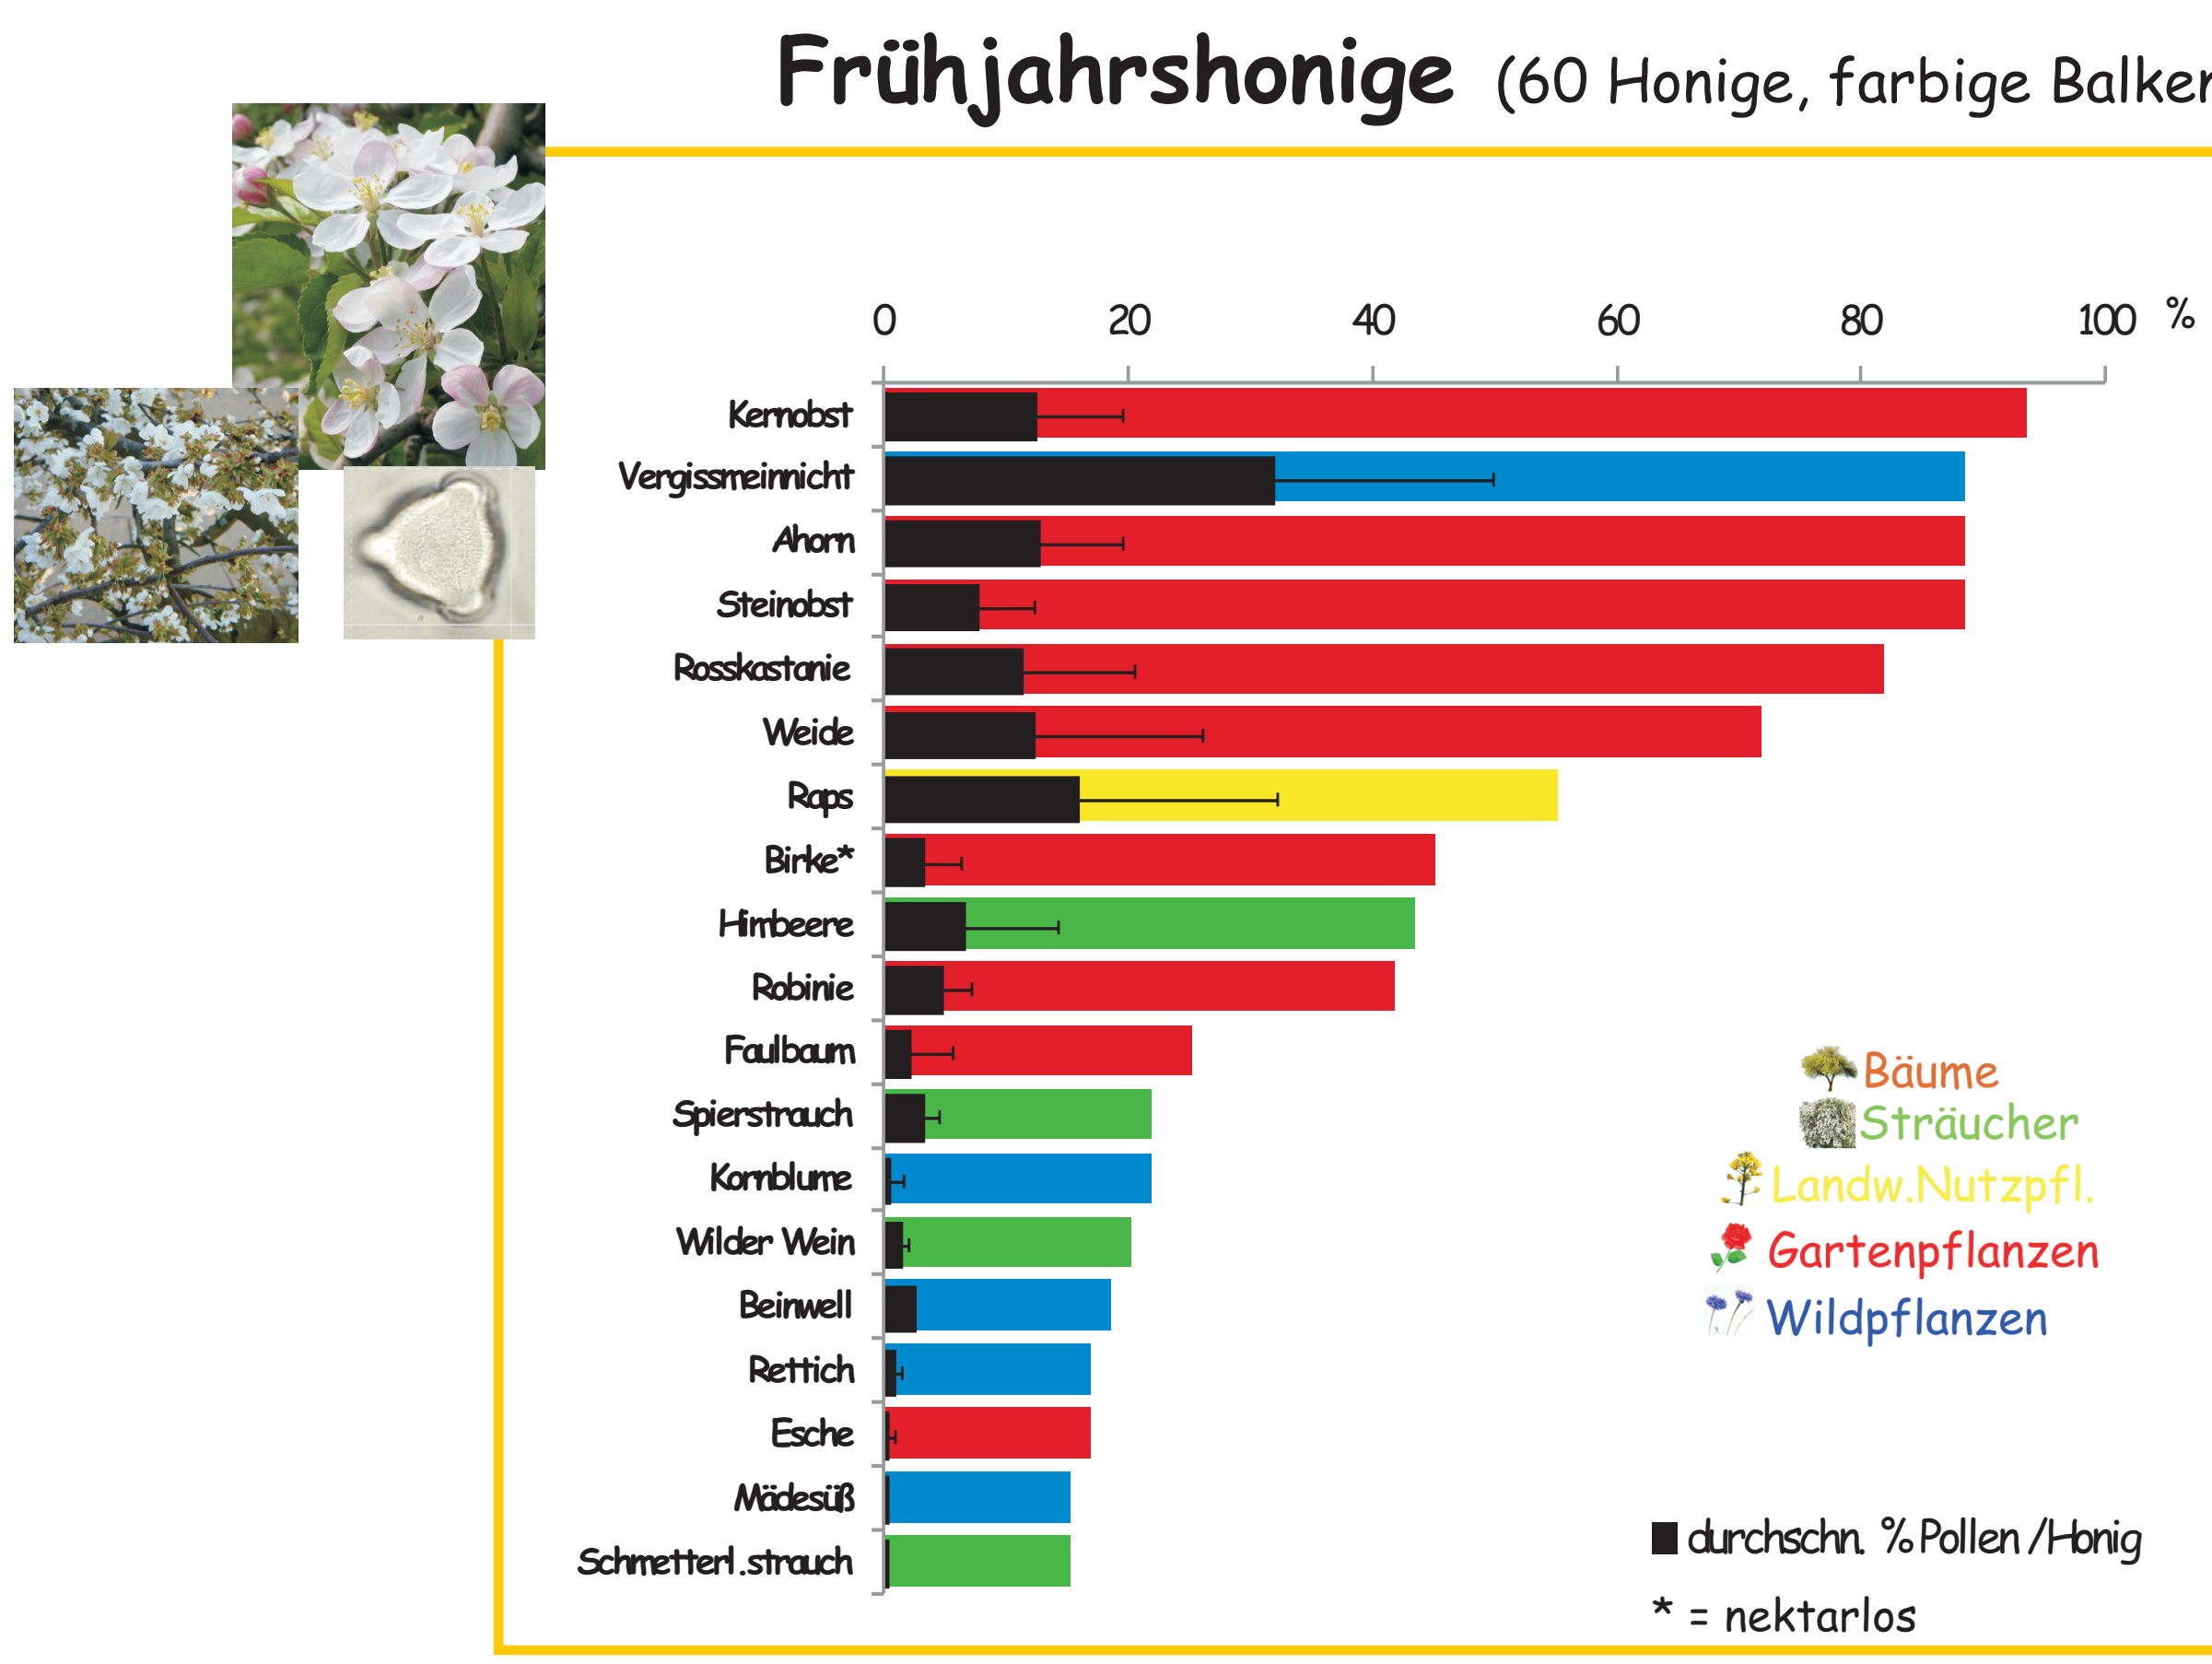 Frühjahrshonige (60 Honige, farbige Balken
0 20 40 60 80 100 %
Kernobst
Vergissmeinnicht
Ahorn
Steinobst
Rosskastanie
Weide
Raps
Birke*
Himbeere
Robinie
Faulbaum
Spierstrauch
Kornblume
Wilder Wein
Beinwell
Rettich
Esche
Mädesüß
Schmetterl.strauch
Bäume
Sträucher
Landw.Nutzpfl.
Gartenpflanzen
Wildpflanzen
durchschn. % Pollen /Honig
* = nektarlos